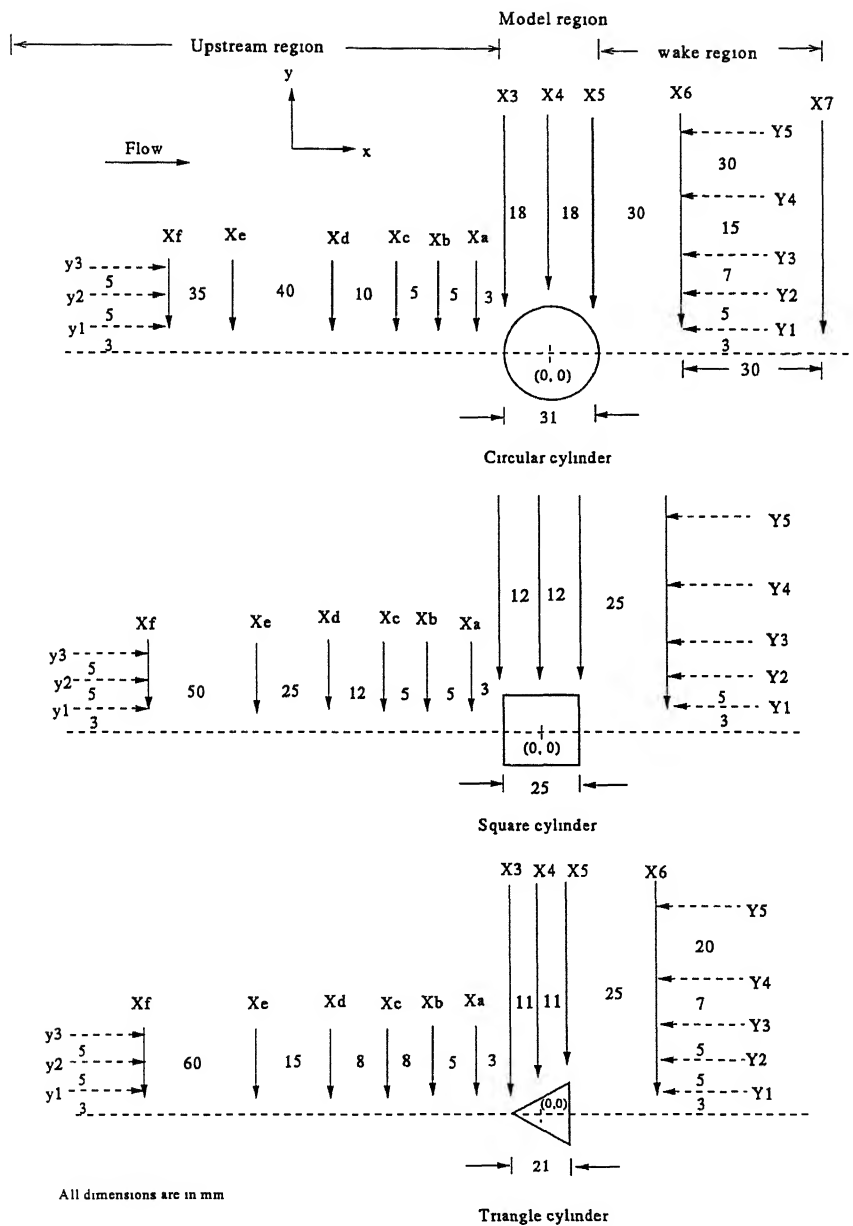 Model region
Upstream region
wake region
y
x
Flow
X3 X4 X5 X6 X7
Y5
30
18 18 30
Y4
15
Xf Xe Xd Xc Xb Xa
y3
5
y2
35 40 10 5 5 3
5
y1
3
Y3
7
Y2
5
Y1
3
30
(0, 0)
31
Circular cylinder
Y5
12 12 25
Y4
Xf Xe Xd Xc Xb Xa
y3
5
y2
50 25 12 5 5 3
5
y1
3
Y3
Y2
5
Y1
3
(0, 0)
25
Square cylinder
X3 X4 X5 X6
Y5
20
11 11 25
Y4
7
Xf Xe Xd Xc Xb Xa
y3
5
y2
60 15 8 8 5 3
5
y1
3
Y3
5
Y2
5
Y1
3
(0,0)
21
All dimensions are in mm
Triangle cylinder